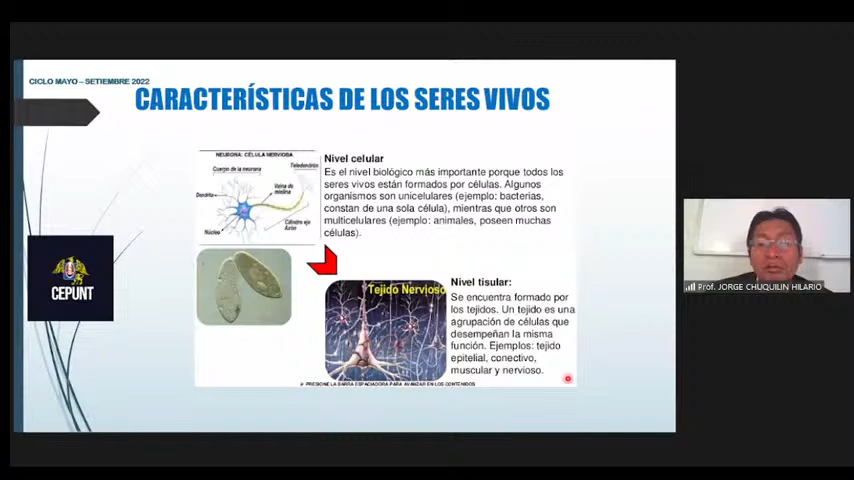 CICLO MAYO – SETIEMBRE 2022
CARACTERÍSTICAS DE LOS SERES VIVOS
NEURONA: CÉLULA NERVIOSA
Cuerpo de la neurona
Teledendrón
Dendrita
Vaina de
mielina
Núcleo
Cilindro eje
Axón
Nivel celular
Es el nivel biológico más importante porque todos los
seres vivos están formados por células. Algunos
organismos son unicelulares (ejemplo: bacterias,
constan de una sola célula), mientras que otros son
multicelulares (ejemplo: animales, poseen muchas
células).
CEPUNT
Tejido Nervioso
Nivel tisular:
Se encuentra formado por
los tejidos. Un tejido es una
agrupación de células que
desempeñan la misma
función. Ejemplos: tejido
epitelial, conectivo,
muscular y nervioso.
PRESIONE LA BARRA ESPACIADORA PARA AVANZAR EN LOS CONTENIDOS
Prof. JORGE CHUQUILIN HILARIO